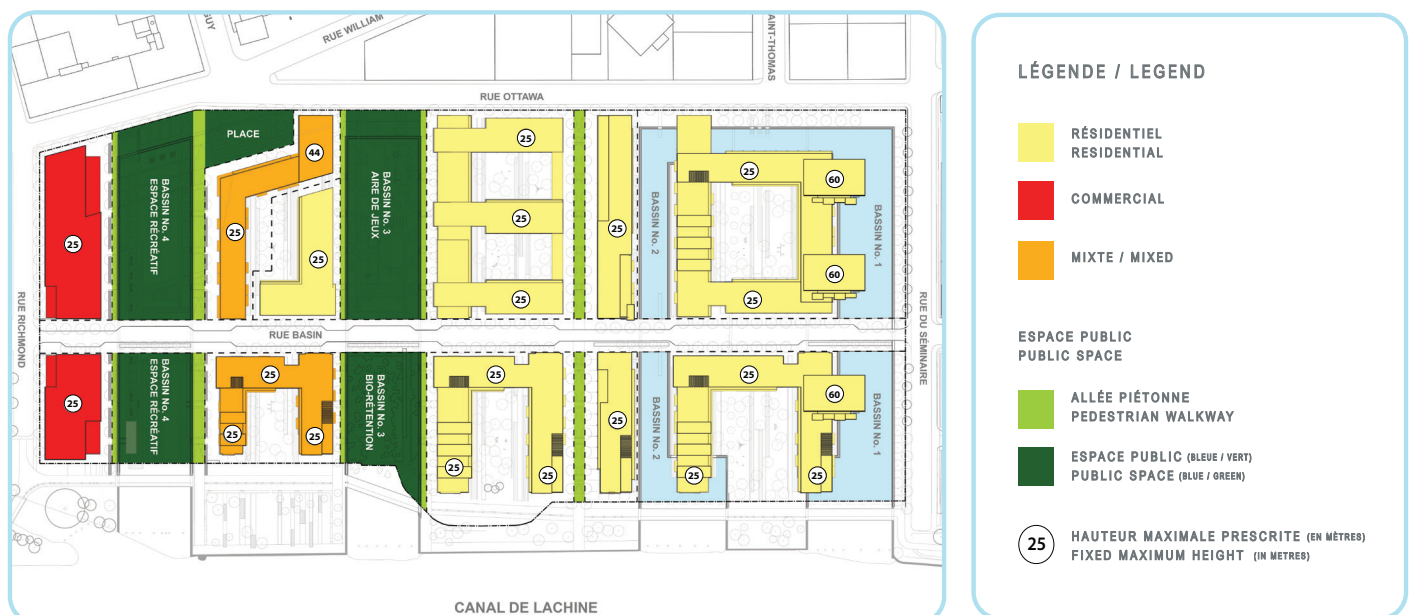 GUY
RUE WILLIAM
SAINT-THOMAS
RUE OTTAWA
PLACE
44
25
BASSIN No. 4
ESPACE RÉCRÉATIF
25
25
BASSIN No. 3
AIRE DE JEUX
25
25
25
25
BASSIN No. 2
25
60
60
25
BASSIN No. 1
RUE RICHMOND
RUE BASIN
RUE DU SÉMINAIRE
25
BASSIN No. 4
ESPACE RÉCRÉATIF
25
25
25
BASSIN No. 3
BIO-RÉTENTION
25
25
25
25
BASSIN No. 2
25
60
25
25
BASSIN No. 1
CANAL DE LACHINE
LÉGENDE / LEGEND
RÉSIDENTIEL
RESIDENTIAL
COMMERCIAL
MIXTE / MIXED
ESPACE PUBLIC
PUBLIC SPACE
ALLÉE PIÉTONNE
PEDESTRIAN WALKWAY
ESPACE PUBLIC (BLEUE / VERT)
PUBLIC SPACE (BLUE / GREEN)
25
HAUTEUR MAXIMALE PRESCRITE (EN MÈTRES)
FIXED MAXIMUM HEIGHT (IN METRES)